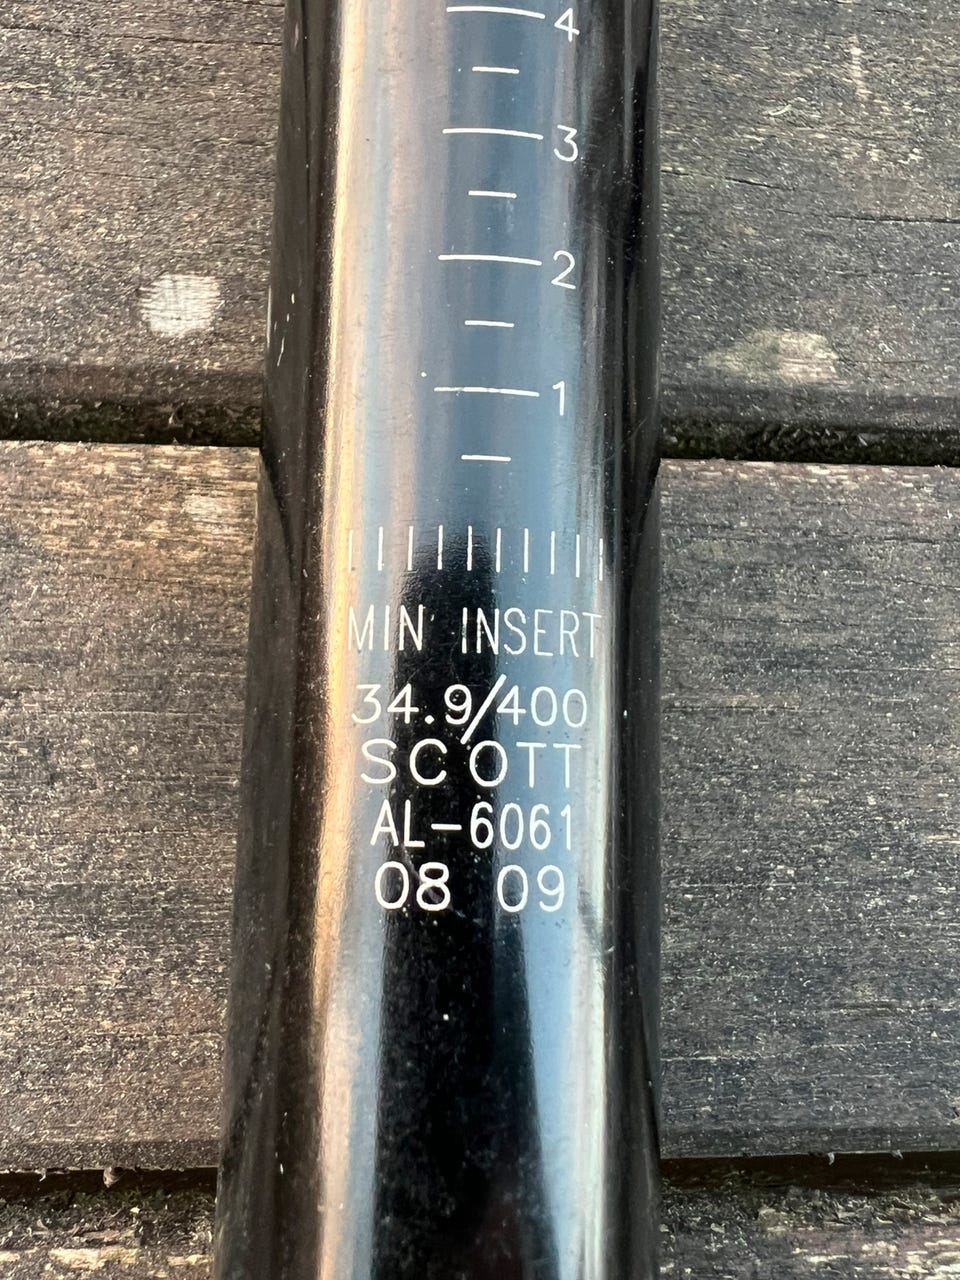 4
3
2
1
MIN INSERT
34.9/400
SCOTT
AL-6061
08 09